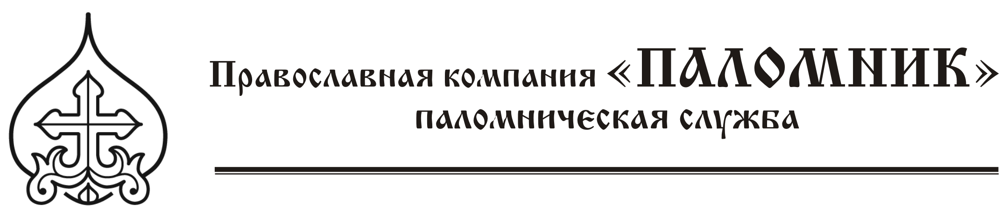 Православная компания «ПАЛОМНИК»
паломническая служба